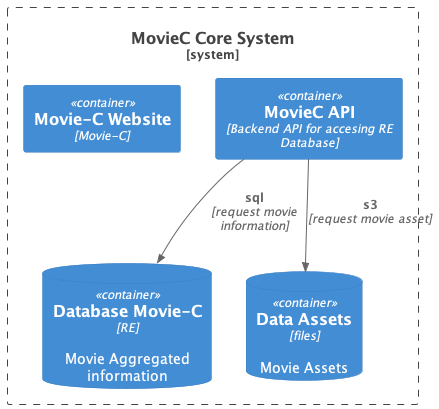 MovieC Core System
[system]
«container»
Movie-C Website
[Movie-C]
«container»
MovieC API
[Backend API for accesing RE
Database]
sql
[request movie
information]
s3
[request movie asset]
«container»
Database Movie-C
[RE]
Movie Aggregated
information
«container»
Data Assets
[files]
Movie Assets